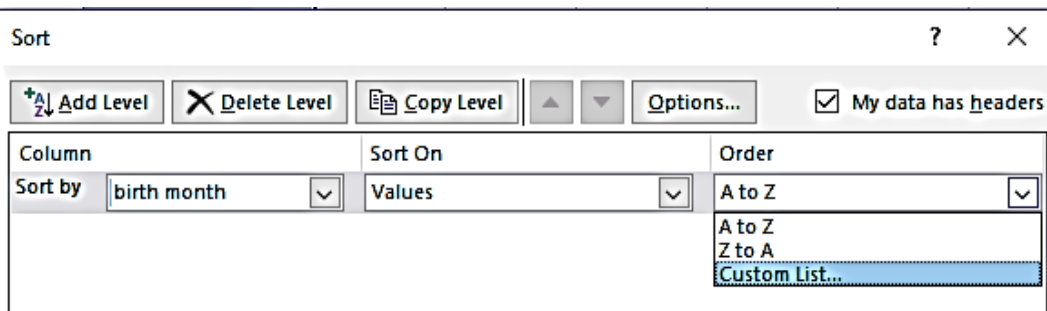 Sort ?
Add Level Delete Level Copy Level Options... My data has headers
Column Sort On Order
Sort by birth month Values A to Z
A to Z
Z to A
Custom List...